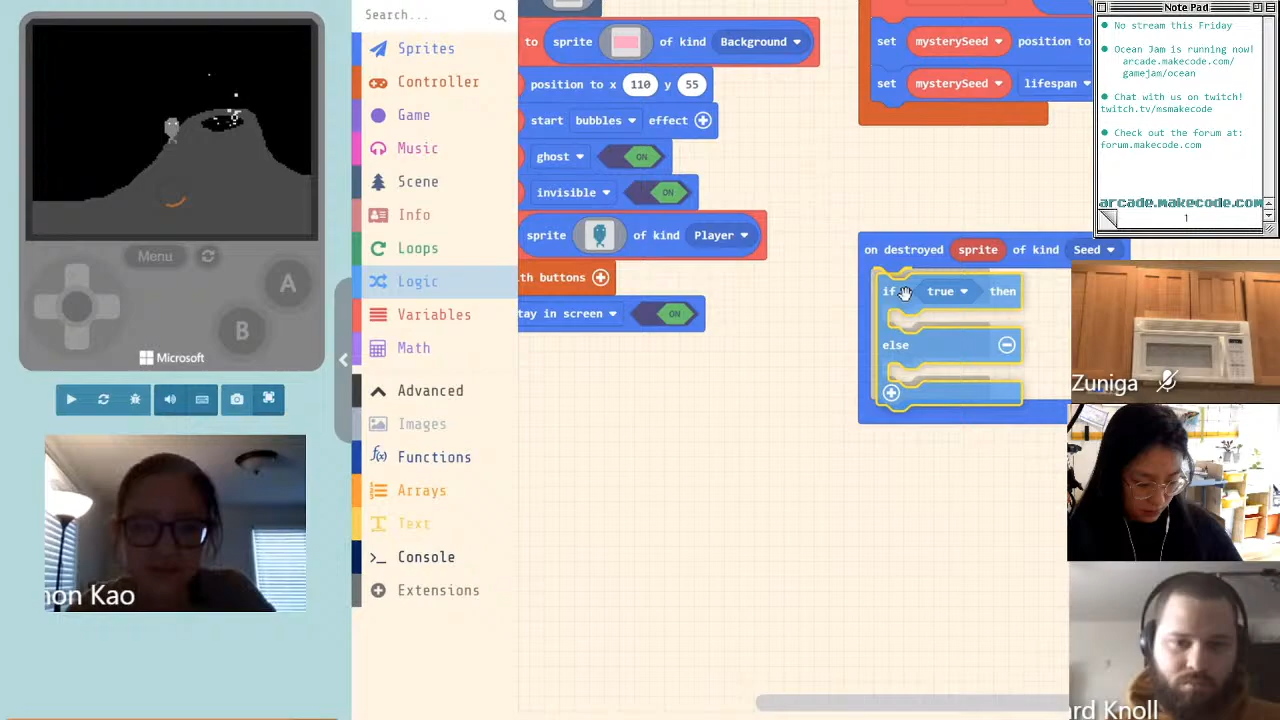 Menu
A
B
Microsoft
on Kao
Search...
Sprites
Controller
Game
Music
Scene
Info
Loops
Logic
Variables
Math
Advanced
Images
Functions
Arrays
Text
Console
Extensions
to sprite of kind Background
position to x 110 y 55
start bubbles effect
ghost ON
invisible ON
sprite of kind Player
th buttons
tay in screen ON
set mysterySeed position to
set mysterySeed lifespan
on destroyed sprite of kind Seed
if true then
else
Note Pad
No stream this Friday
Ocean Jam is running now!
arcade.makecode.com/
gamejam/ocean
Chat with us on twitch!
twitch.tv/msmakecode
Check out the forum at:
forum.makecode.com
arcade.makecode.com
1
Zuniga
ard Knoll